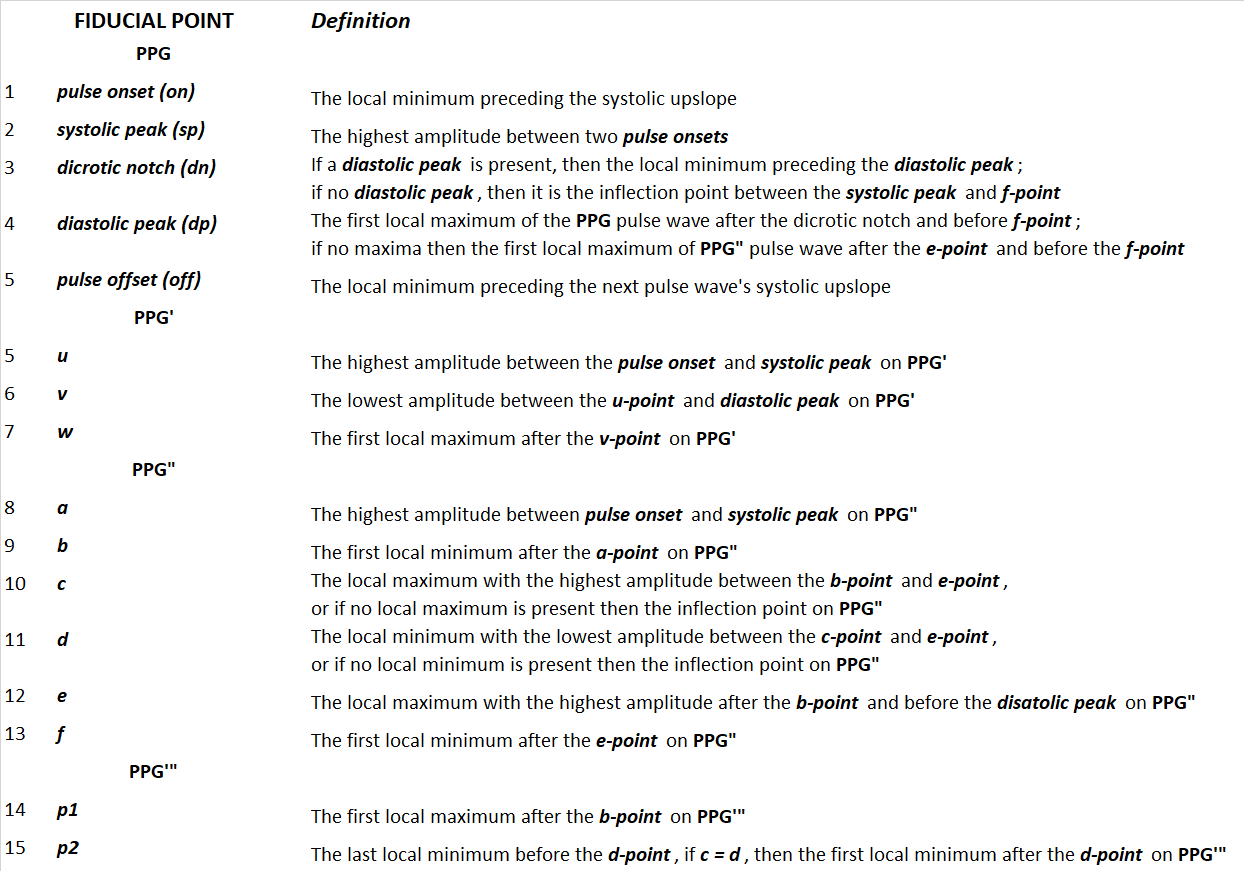 FIDUCIAL POINT Definition
PPG
1 pulse onset (on) The local minimum preceding the systolic upslope
2 systolic peak (sp) The highest amplitude between two pulse onsets
3 dicrotic notch (dn) If a diastolic peak is present, then the local minimum preceding the diastolic peak;
if no diastolic peak, then it is the inflection point between the systolic peak and f-point
4 diastolic peak (dp) The first local maximum of the PPG pulse wave after the dicrotic notch and before f-point;
if no maxima then the first local maximum of PPG" pulse wave after the e-point and before the f-point
5 pulse offset (off) The local minimum preceding the next pulse wave's systolic upslope
PPG'
5 u The highest amplitude between the pulse onset and systolic peak on PPG'
6 v The lowest amplitude between the u-point and diastolic peak on PPG'
7 w The first local maximum after the v-point on PPG'
PPG"
8 a The highest amplitude between pulse onset and systolic peak on PPG"
9 b The first local minimum after the a-point on PPG"
10 c The local maximum with the highest amplitude between the b-point and e-point,
or if no local maximum is present then the inflection point on PPG"
11 d The local minimum with the lowest amplitude between the c-point and e-point,
or if no local minimum is present then the inflection point on PPG"
12 e The local maximum with the highest amplitude after the b-point and before the disatolic peak on PPG"
13 f The first local minimum after the e-point on PPG"
PPG'"
14 p1 The first local maximum after the b-point on PPG'"
15 p2 The last local minimum before the d-point, if c = d, then the first local minimum after the d-point on PPG'"